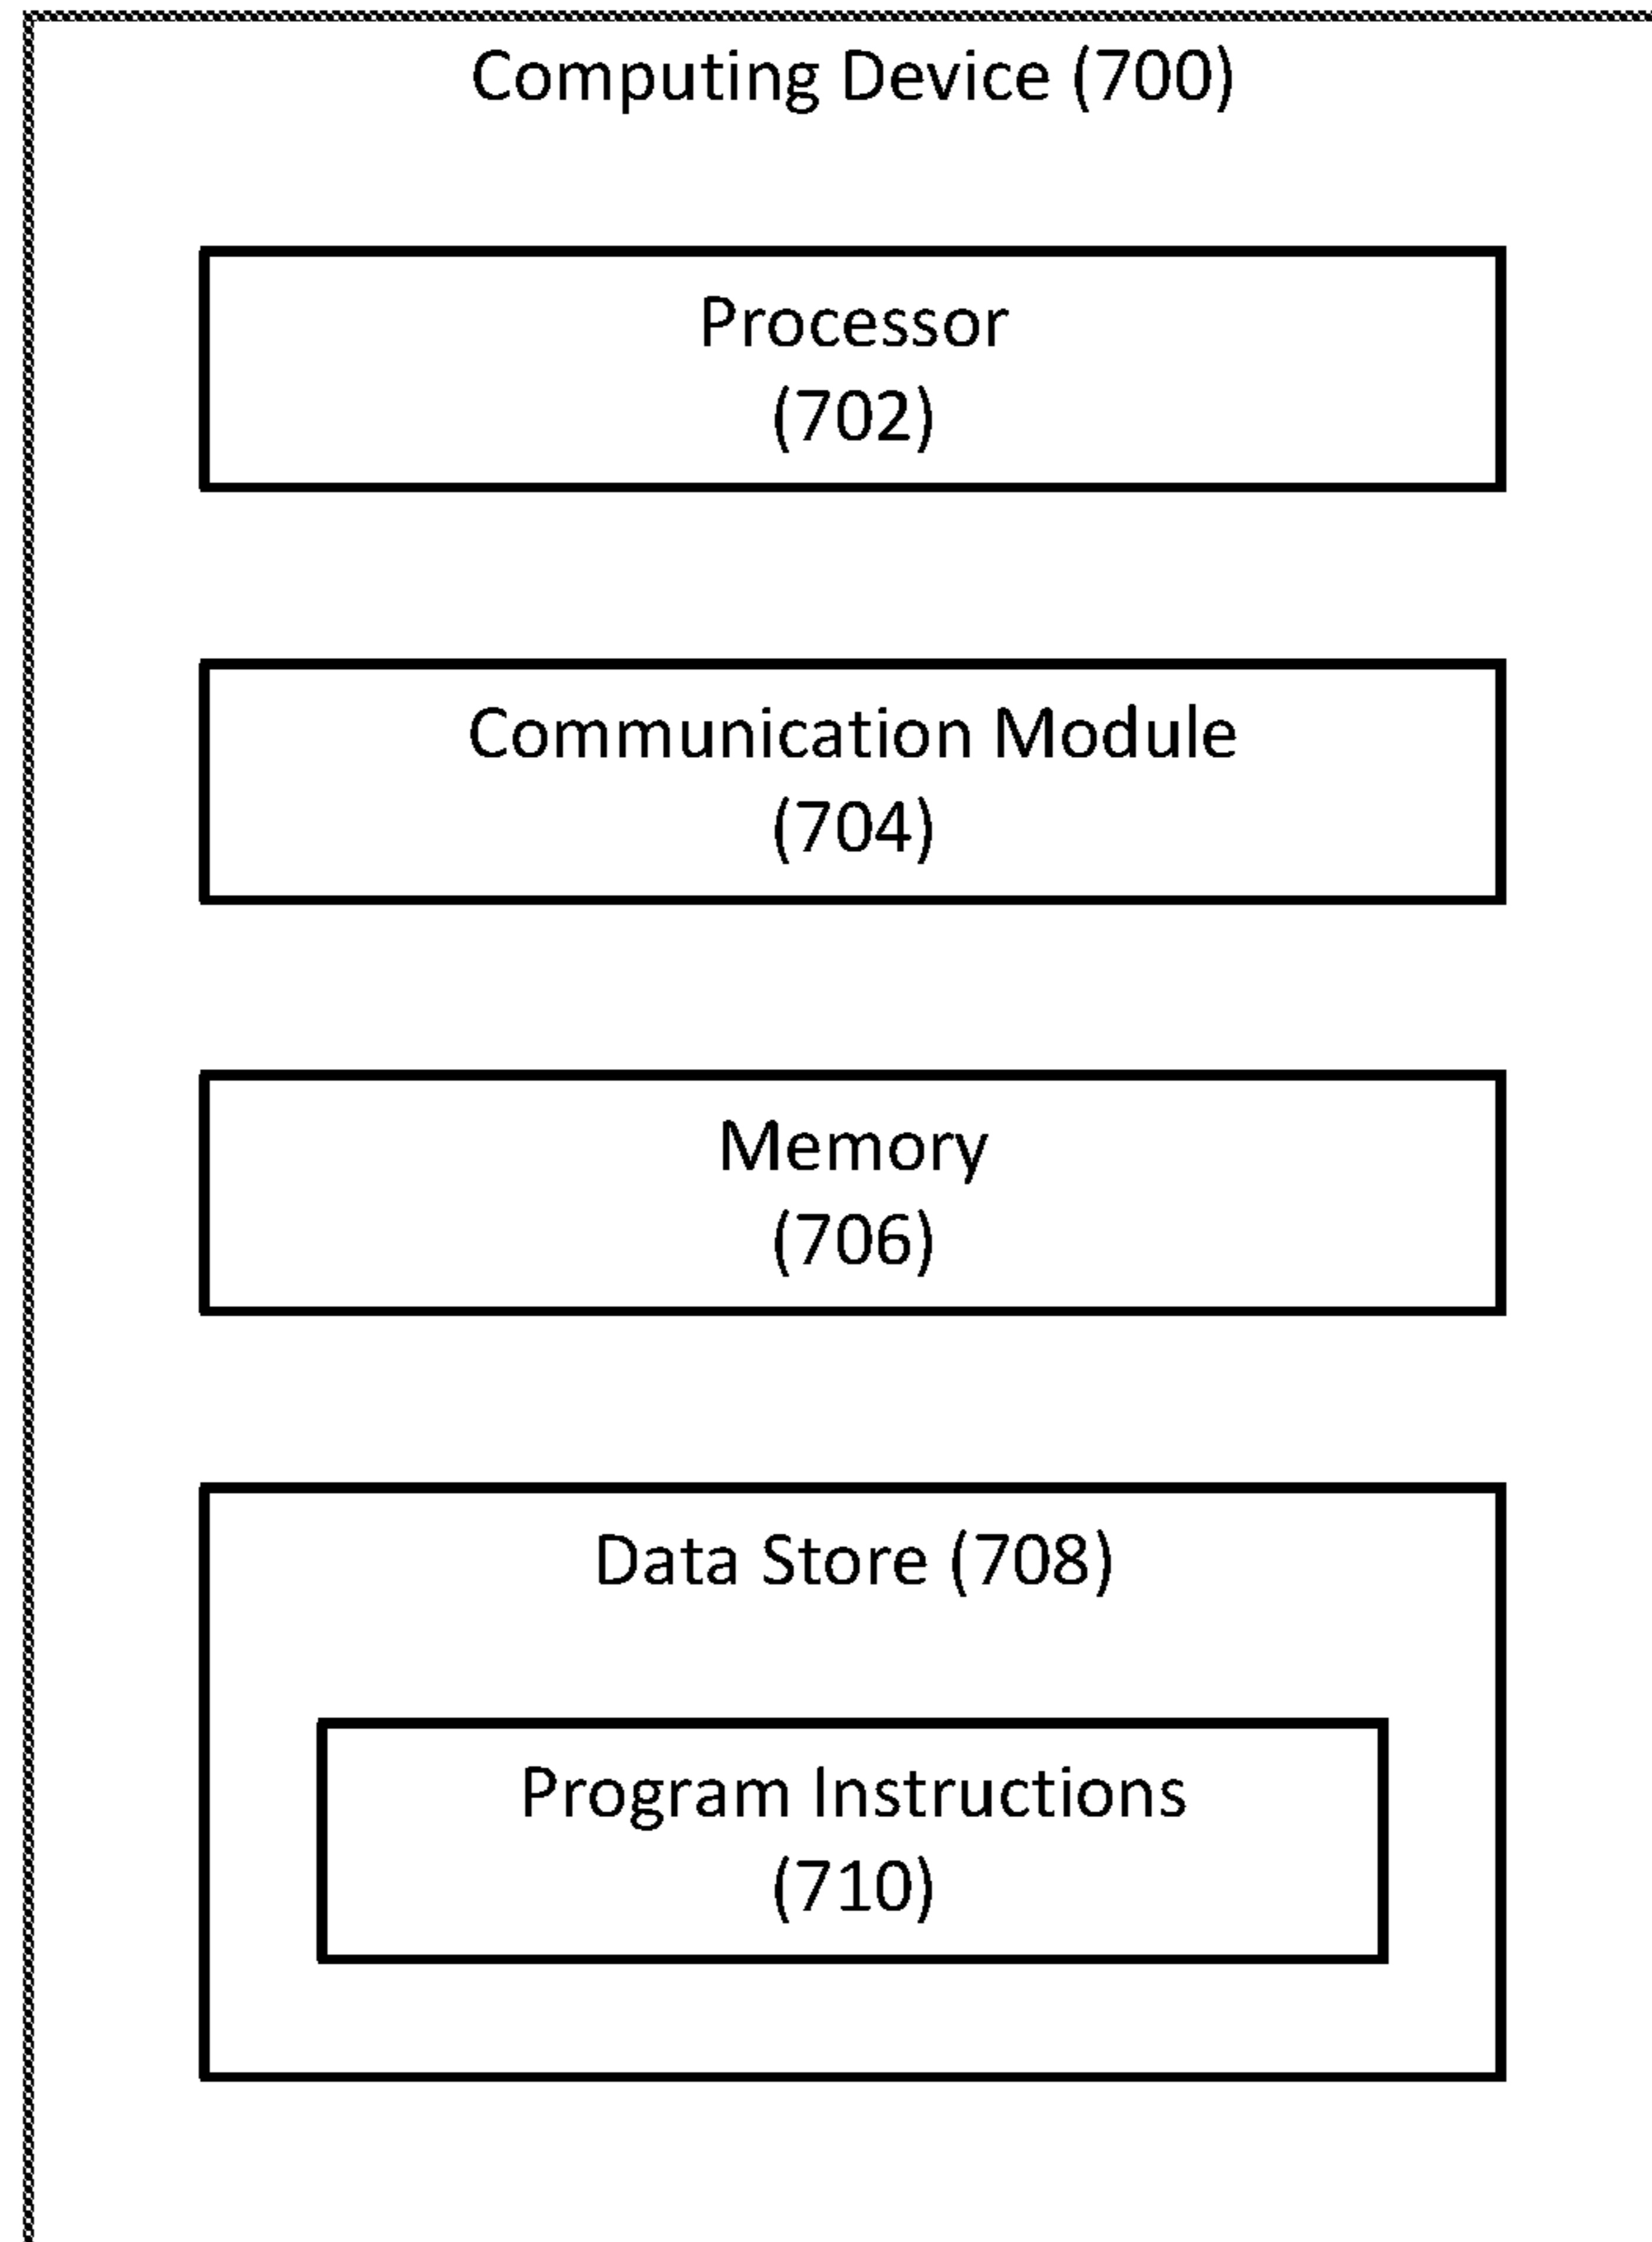 Computing Device (700)
Processor
(702)
Communication Module
(704)
Memory
(706)
Data Store (708)
Program Instructions
(710)